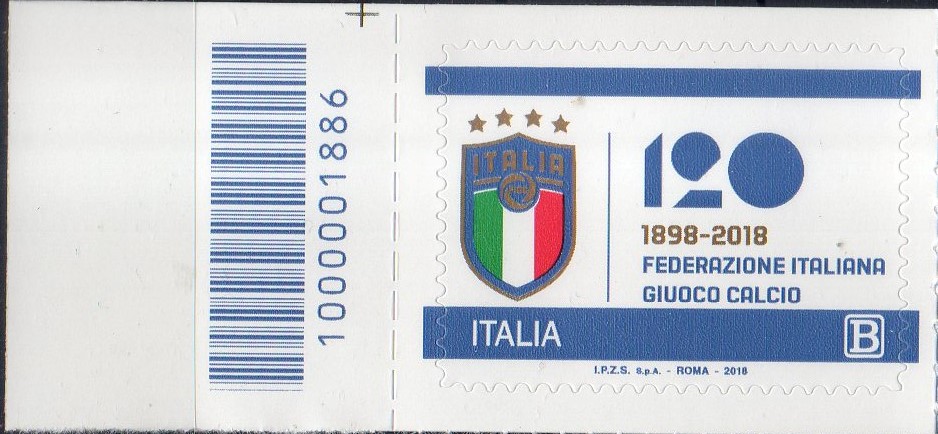 1000001886
ITALIA
120
1898-2018
FEDERAZIONE ITALIANA
GIUOCO CALCIO
ITALIA
B
I.P.Z.S. S.p.A. - ROMA - 2018